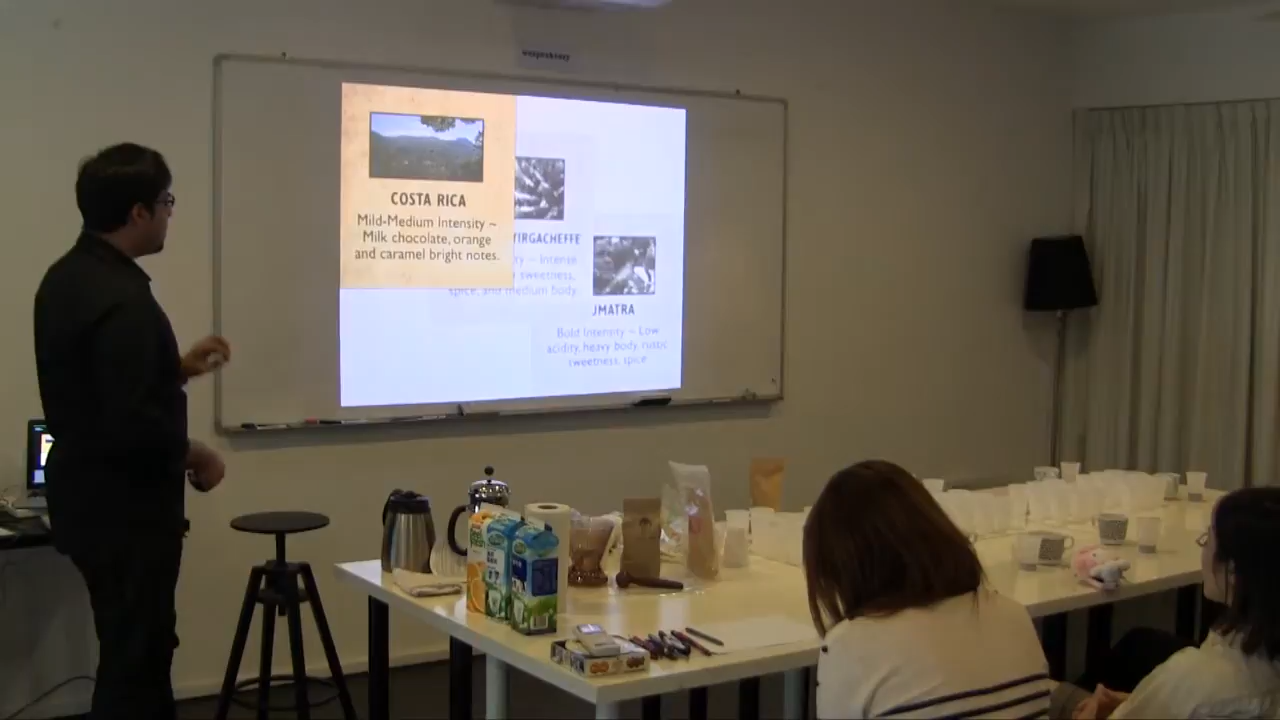 COSTA RICA
Mild-Medium Intensity ~
Milk chocolate, orange
and caramel bright notes.
YIRGACHEFFE
~ Intense
sweetness,
spice, and medium body.
JMATRA
Bold Intensity ~ Low
acidity, heavy body, rustic
sweetness, spice